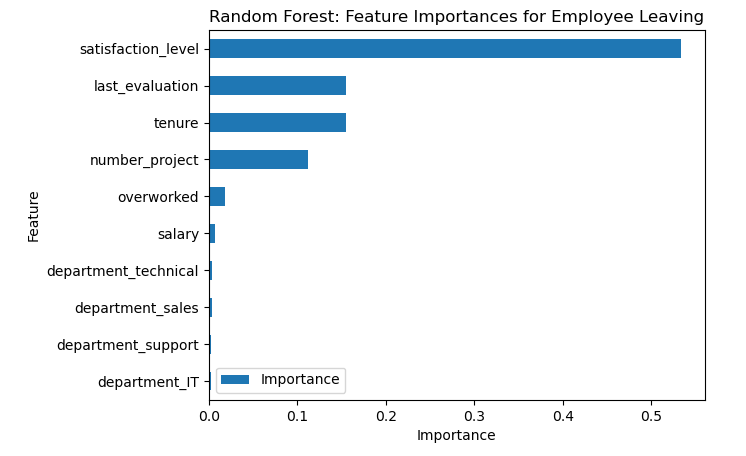 Random Forest: Feature Importances for Employee Leaving
satisfaction_level
last_evaluation
tenure
number_project
overworked
salary
department_technical
department_sales
department_support
department_IT
Feature
Importance
0.0 0.1 0.2 0.3 0.4 0.5
Importance